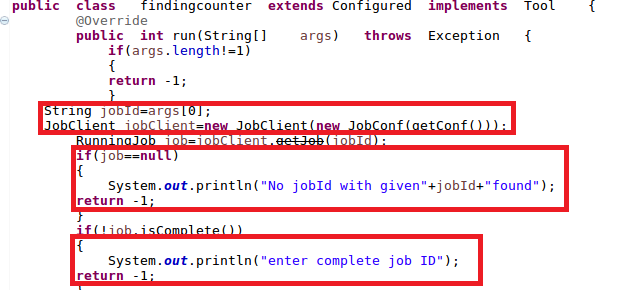 public class findingcounter extends Configured implements Tool {
@Override
public int run(String[] args) throws Exception {
if(args.length!=1)
{
return -1;
}
String jobId=args[0];
JobClient jobClient=new JobClient(new JobConf(getConf()));
RunningJob job=jobClient.getJob(jobId);
if(job==null)
{
System.out.println("No jobId with given"+jobId+"found");
return -1;
}
if(!job.isComplete())
{
System.out.println("enter complete job ID");
return -1;